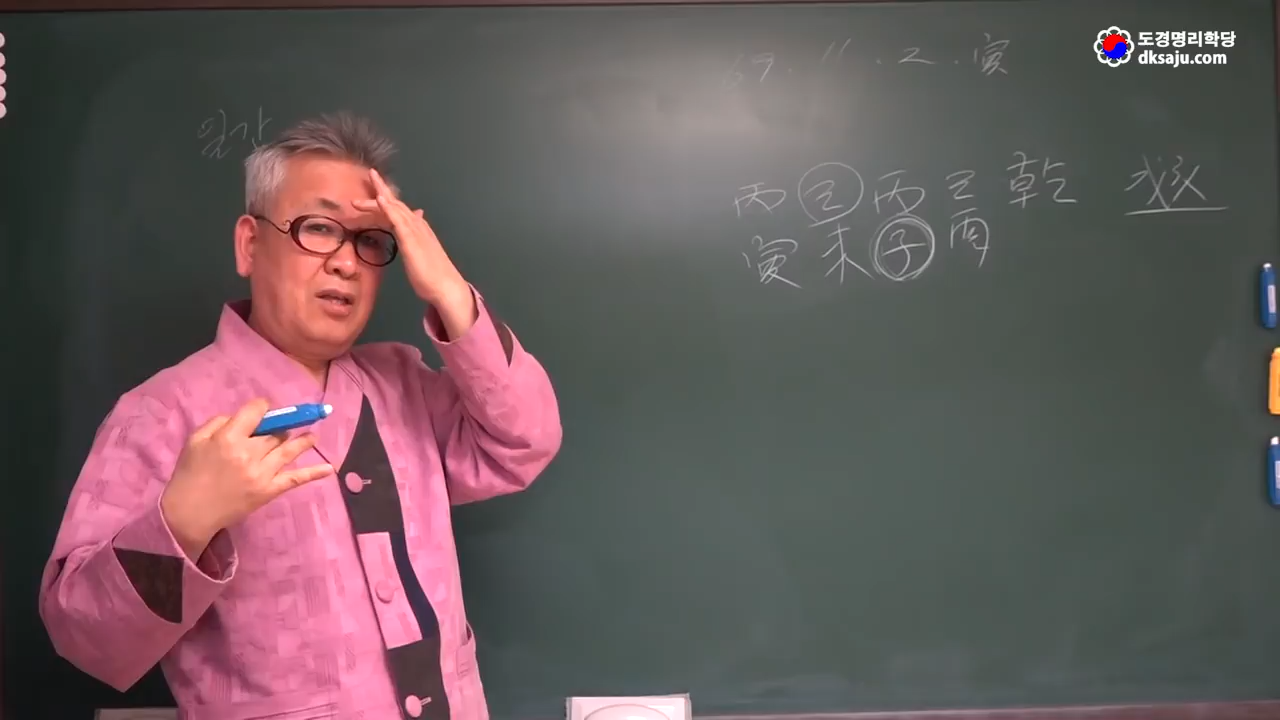 도경명리학당
dksaju.com
69.11.2.寅
일간
丙己丙己乾 戊亥
寅未子酉